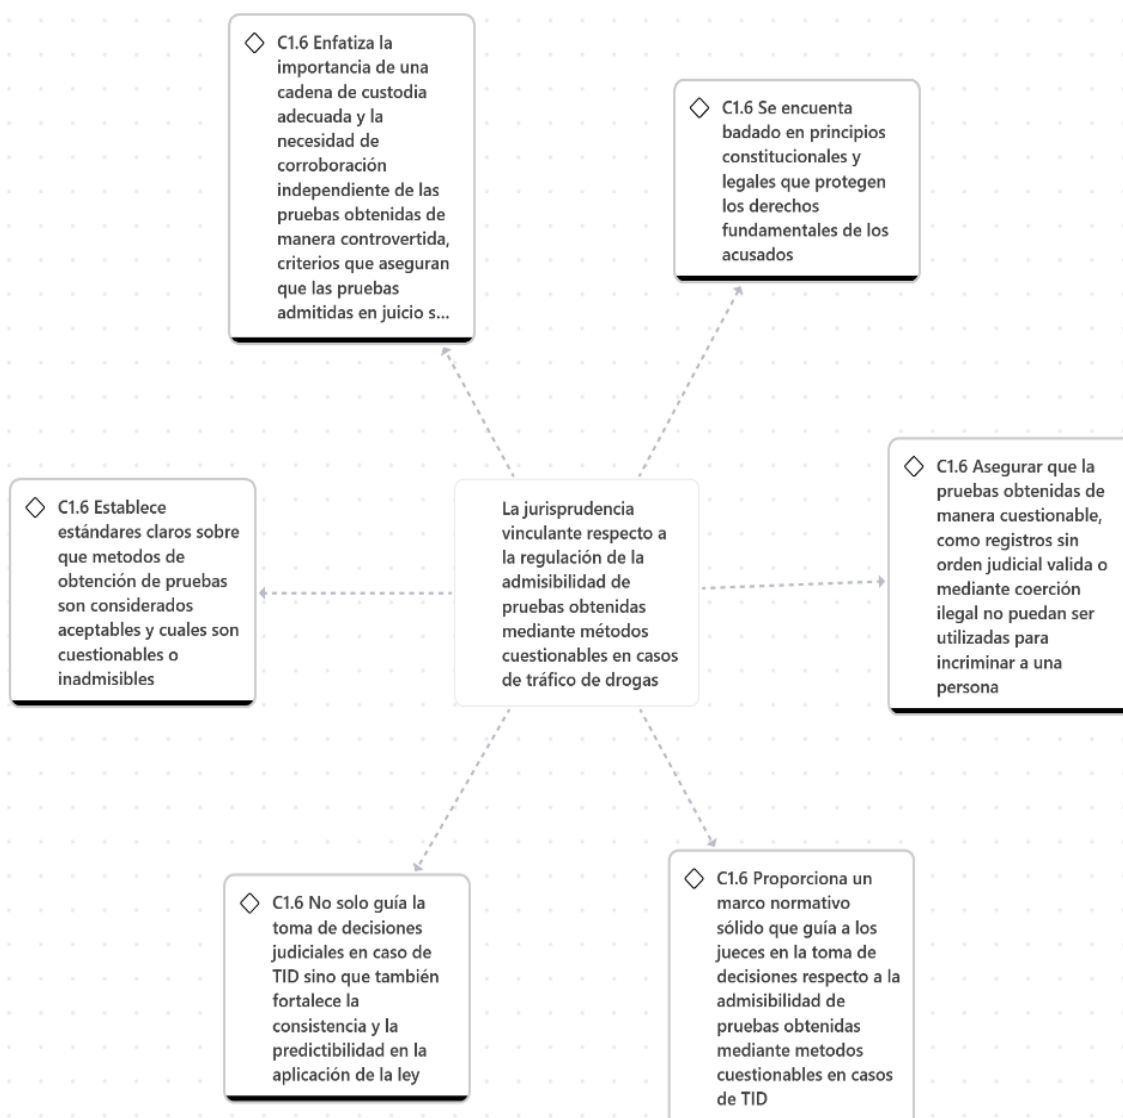 C1.6 Enfatiza la
importancia de una
cadena de custodia
adecuada y la
necesidad de
corroboración
independiente de las
pruebas obtenidas de
manera controvertida,
criterios que aseguran
que las pruebas
admitidas en juicio s...
C1.6 Se encuenta
badado en principios
constitucionales y
legales que protegen
los derechos
fundamentales de los
acusados
C1.6 Establece
estándares claros sobre
que metodos de
obtención de pruebas
son considerados
aceptables y cuales son
cuestionables o
inadmisibles
La jurisprudencia
vinculante respecto a
la regulación de la
admisibilidad de
pruebas obtenidas
mediante métodos
cuestionables en casos
de tráfico de drogas
C1.6 Asegurar que la
pruebas obtenidas de
manera cuestionable,
como registros sin
orden judicial valida o
mediante coerción
ilegal no puedan ser
utilizadas para
incriminar a una
persona
C1.6 No solo guía la
toma de decisiones
judiciales en caso de
TID sino que también
fortalece la
consistencia y la
predictibilidad en la
aplicación de la ley
C1.6 Proporciona un
marco normativo
sólido que guía a los
jueces en la toma de
decisiones respecto a la
admisibilidad de
pruebas obtenidas
mediante metodos
cuestionables en casos
de TID